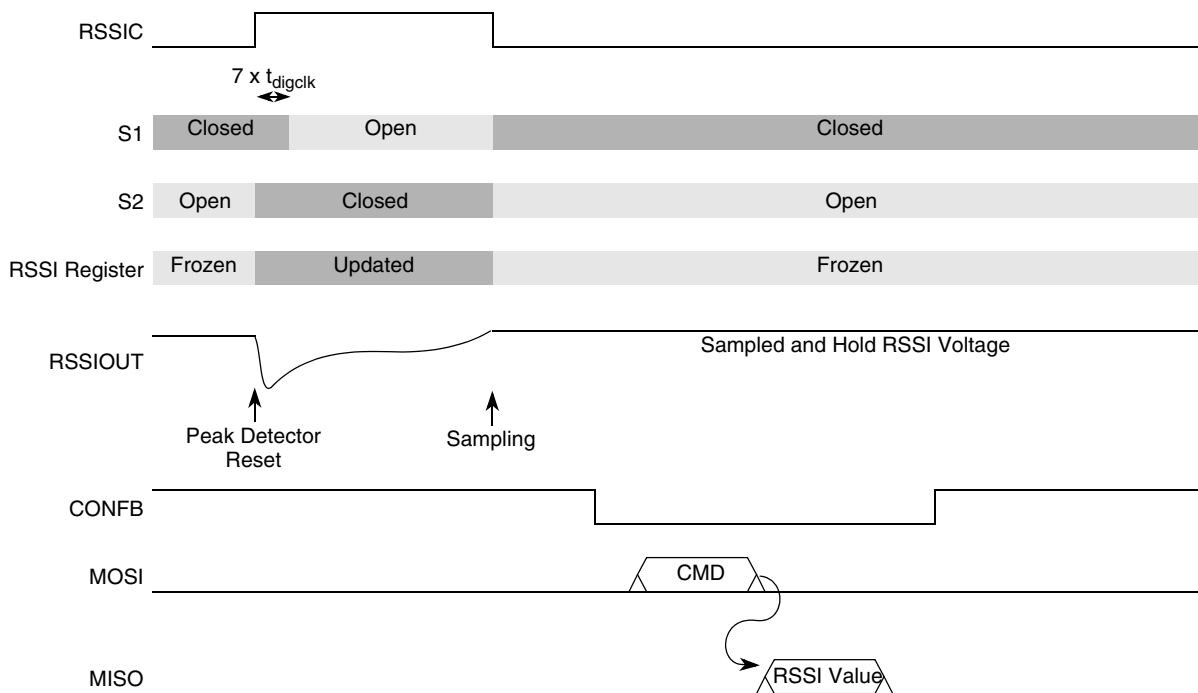 RSSIC
7 x tdigclk
S1 Closed Open Closed
S2 Open Closed Open
RSSI Register Frozen Updated Frozen
RSSIOUT Sampled and Hold RSSI Voltage
Peak Detector
Reset
Sampling
CONFB
MOSI CMD
MISO RSSI Value